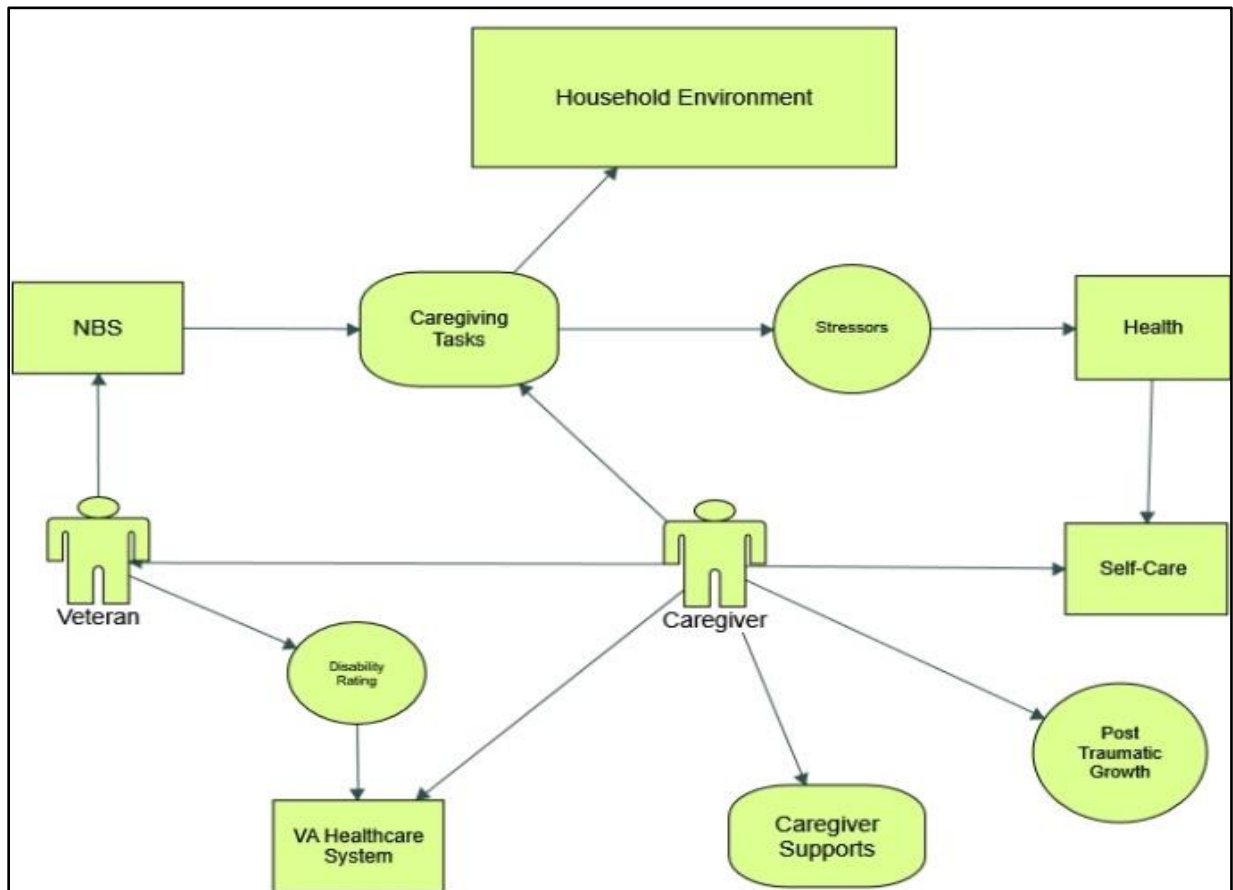 Household Environment
NBS
Caregiving
Tasks
Stressors
Health
Veteran
Caregiver
Self-Care
Disability
Rating
Post
Traumatic
Growth
VA Healthcare
System
Caregiver
Supports